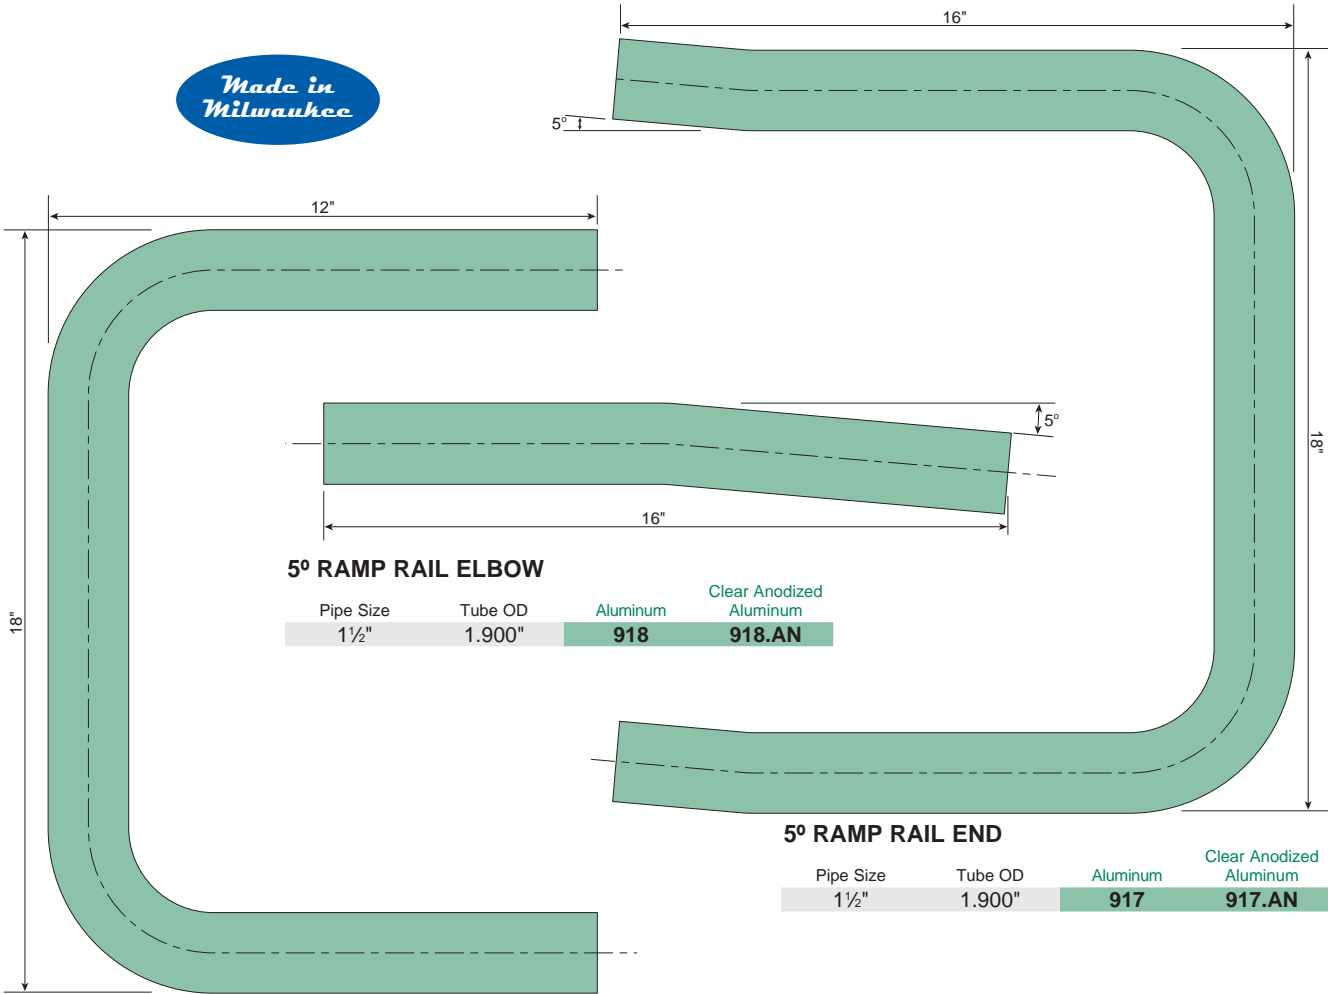 16"
Made in
Milwaukee
5º
12"
5º
18"
16"
5º RAMP RAIL ELBOW
Clear Anodized
Pipe Size Tube OD Aluminum Aluminum
1½" 1.900" 918 918.AN
18"
5º RAMP RAIL END
Clear Anodized
Pipe Size Tube OD Aluminum Aluminum
1½" 1.900" 917 917.AN